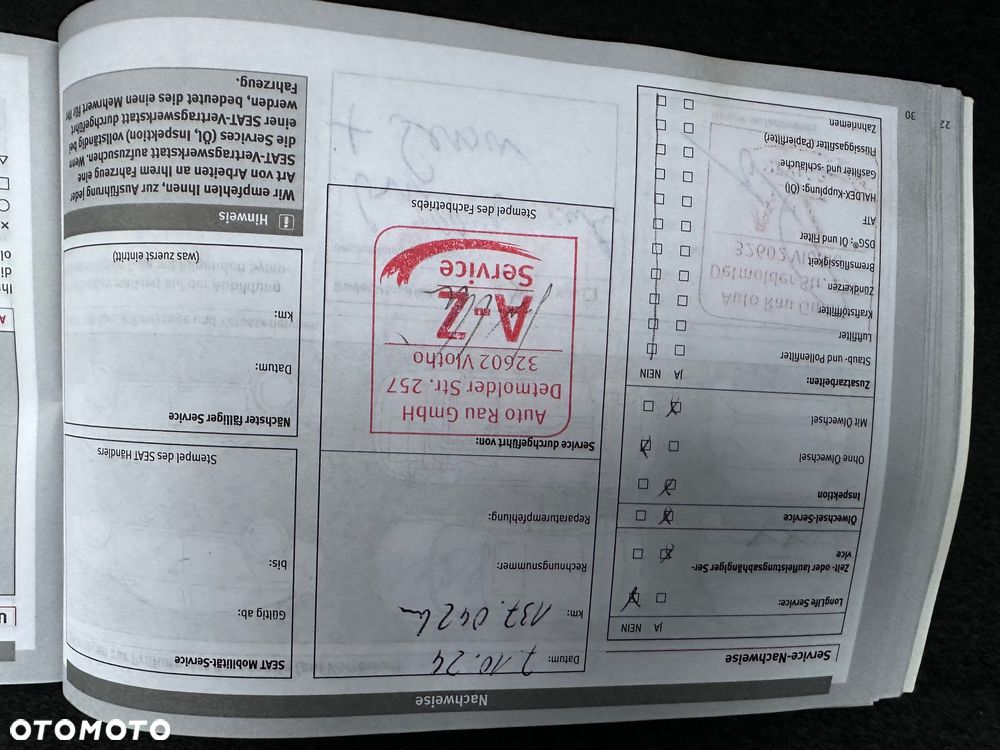 Nachweise
Service-Nachweise
JA NEIN
LongLife Service:
Zeit- oder laufleistungsabhängiger Ser-
vice
Ölwechsel-Service
Inspektion
Ohne Ölwechsel
Mit Ölwechsel
Zusatzarbeiten: JA NEIN
Staub- und Pollenfilter
Luftfilter
Kraftstofffilter
Zündkerzen
Bremsflüssigkeit
DSG®: Öl und Filter
ATF
HALDEX-Kupplung: (Öl)
Gasfilter und -schläuche
Flüssiggasfilter (Papierfilter)
Zahnriemen
Datum: 7.10.24
km: 137.042 km
Rechnungsnummer:
Reparaturempfehlung:
Service durchgeführt von:
Auto Rau GmbH
Detmolder Str. 257
32602 Vlotho
A-Z
Service
Stempel des Fachbetriebs
SEAT Mobilität-Service
Gültig ab:
bis:
Stempel des SEAT Händlers
Nächster fälliger Service
Datum:
km:
(was zuerst eintritt)
i Hinweis
Wir empfehlen Ihnen, zur Ausführung jeder
Art von Arbeiten an Ihrem Fahrzeug eine
SEAT-Vertragswerkstatt aufzusuchen. Wenn
die Services (Öl, Inspektion) vollständig bei
einer SEAT-Vertragswerkstatt durchgeführt
werden, bedeutet dies einen Mehrwert für Ihr
Fahrzeug.
22
30
OTOMOTO